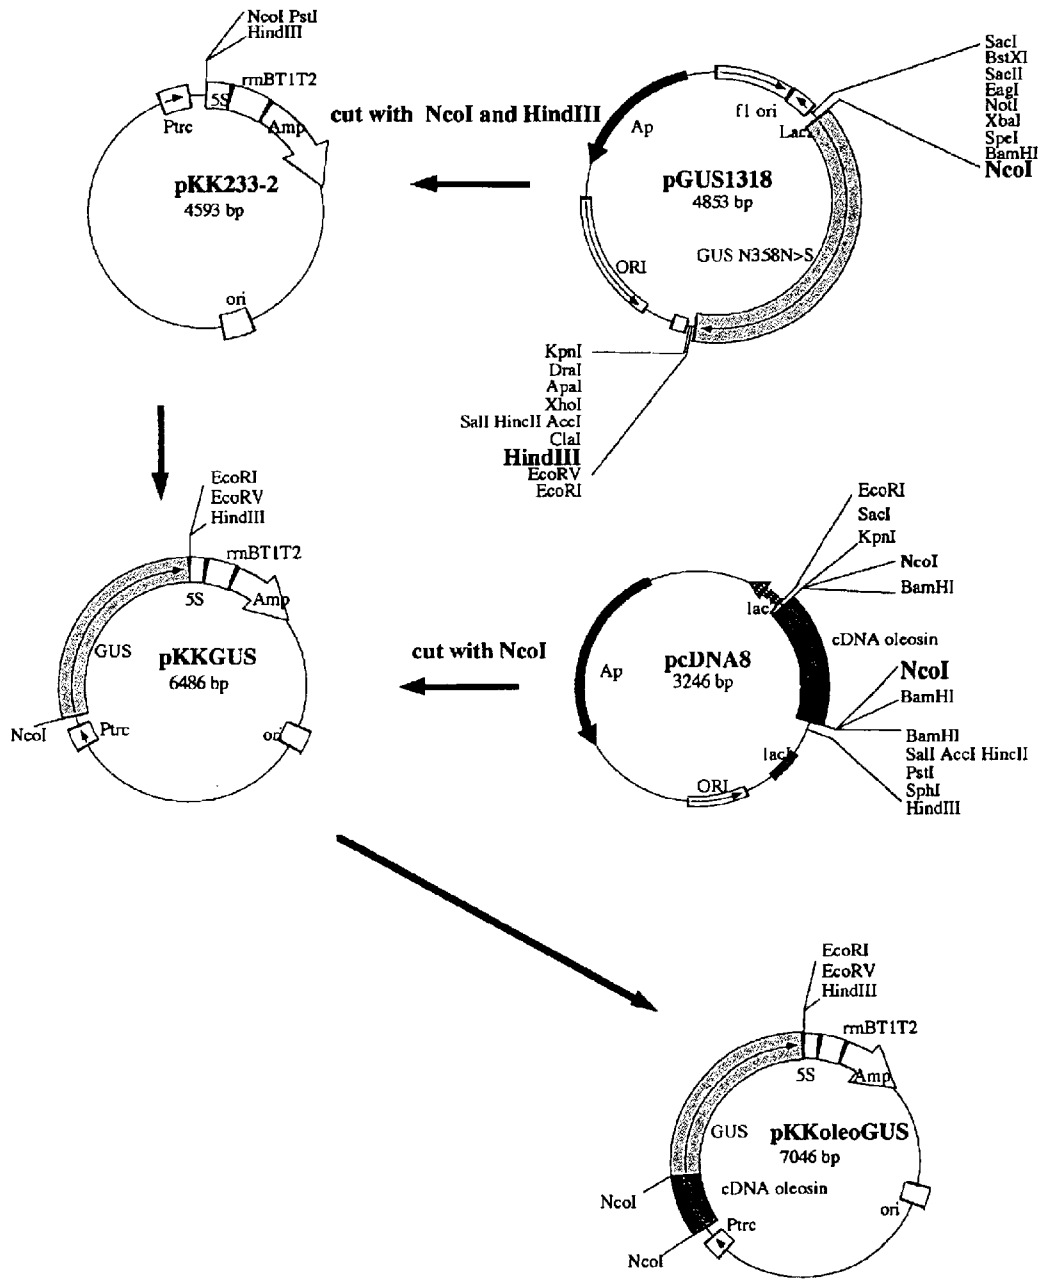 NcoI PstI
HindIII
rrnBT1T2
5S
Ptrc
Amp
pKK233-2
4593 bp
ori
cut with NcoI and HindIII
SacI
BstXI
SacII
EagI
NotI
XbaI
SpeI
BamHI
NcoI
f1 ori
Lac
Ap
pGUS1318
4853 bp
GUS N358N>S
ORI
KpnI
DraI
ApaI
XhoI
SalI HincII AccI
ClaI
HindIII
EcoRV
EcoRI
EcoRI
EcoRV
HindIII
rrnBT1T2
5S
Amp
GUS
pKKGUS
6486 bp
NcoI
Ptrc
ori
cut with NcoI
EcoRI
SacI
KpnI
NcoI
BamHI
lac
cDNA oleosin
Ap
pcDNA8
3246 bp
NcoI
BamHI
BamHI
SalI AccI HincII
PstI
SphI
HindIII
lacI
ORI
EcoRI
EcoRV
HindIII
rrnBT1T2
5S
Amp
GUS
pKKoleoGUS
7046 bp
cDNA oleosin
NcoI
ori
Ptrc
NcoI